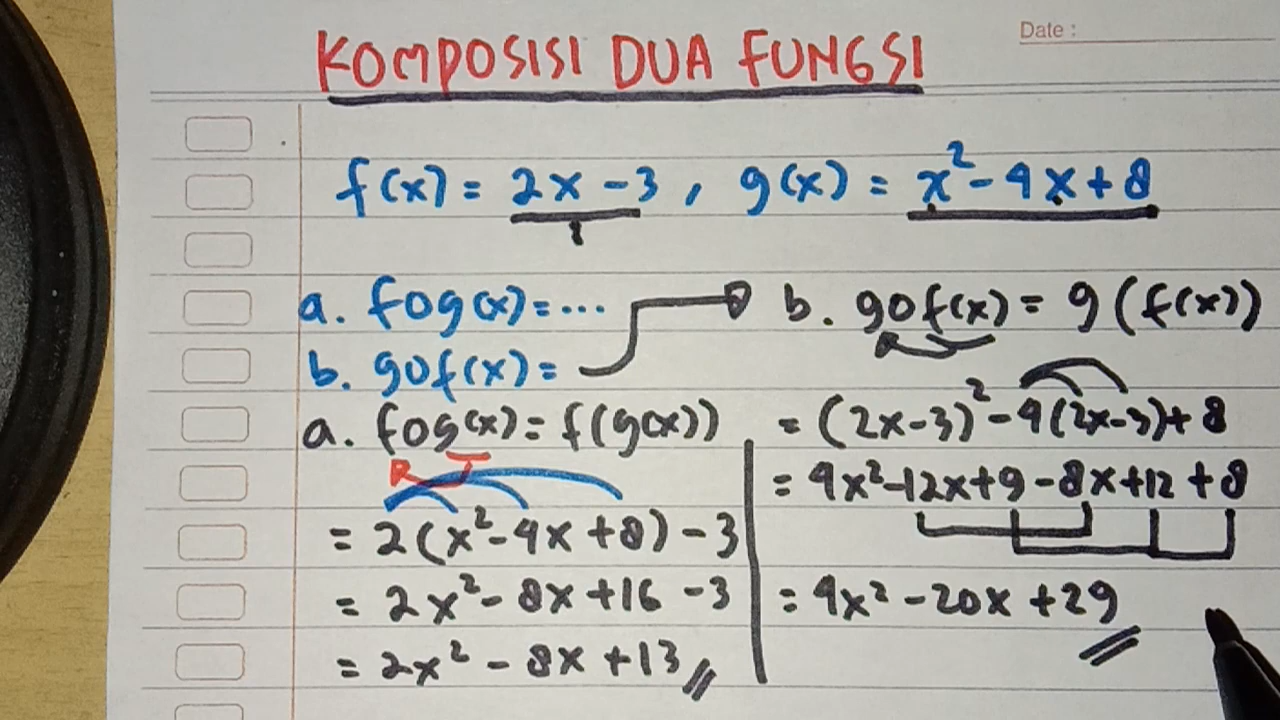 KOMPOSISI DUA FUNGSI
Date :
f(x) = 2x - 3, g(x) = x² - 4x + 8
a. fog(x) = ...
b. gof(x) =
a. fog(x) = f(g(x))
= 2(x² - 4x + 8) - 3
= 2x² - 8x + 16 - 3
= 2x² - 8x + 13
b. gof(x) = g(f(x))
= (2x-3)² - 4(2x-3) + 8
= 4x² - 12x + 9 - 8x + 12 + 8
= 4x² - 20x + 29